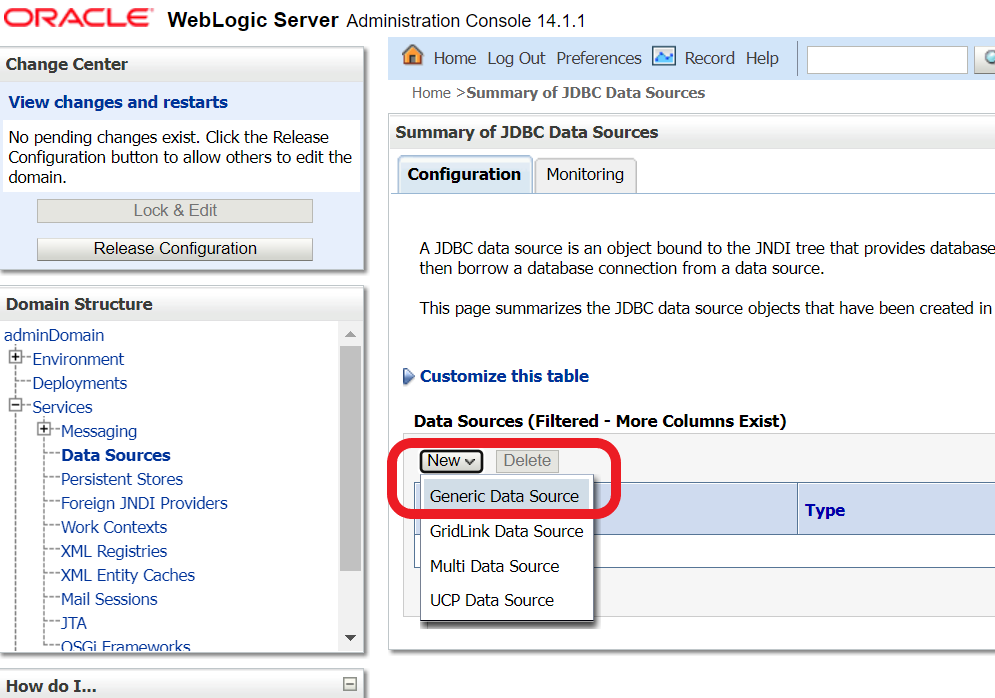 ORACLE WebLogic Server Administration Console 14.1.1
Change Center
View changes and restarts
No pending changes exist. Click the Release
Configuration button to allow others to edit the
domain.
Lock & Edit
Release Configuration
Domain Structure
adminDomain
Environment
Deployments
Services
Messaging
Data Sources
Persistent Stores
Foreign JNDI Providers
Work Contexts
XML Registries
XML Entity Caches
Mail Sessions
JTA
OSGi Frameworks
How do I...
Home Log Out Preferences Record Help
Home >Summary of JDBC Data Sources
Summary of JDBC Data Sources
Configuration Monitoring
A JDBC data source is an object bound to the JNDI tree that provides database
then borrow a database connection from a data source.
This page summarizes the JDBC data source objects that have been created in
Customize this table
Data Sources (Filtered - More Columns Exist)
New Delete
Generic Data Source
Type
GridLink Data Source
Multi Data Source
UCP Data Source